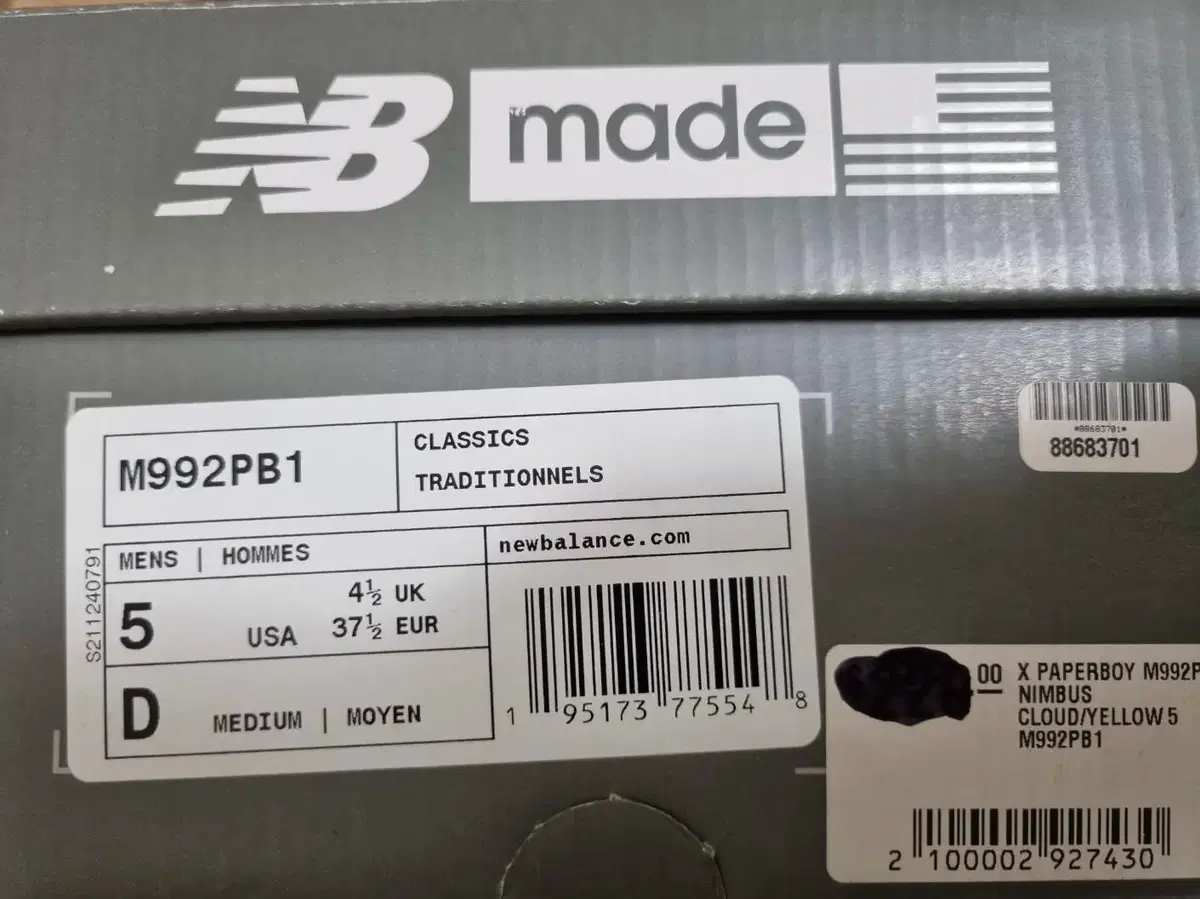 NB made
M992PB1
CLASSICS
TRADITIONNELS
MENS | HOMMES
newbalance.com
5 USA
4½ UK
37½ EUR
D MEDIUM | MOYEN
S211240791
1 95173 77554 8
*88683701*
88683701
00 X PAPERBOY M992P
NIMBUS
CLOUD/YELLOW 5
M992PB1
2 100002 927430